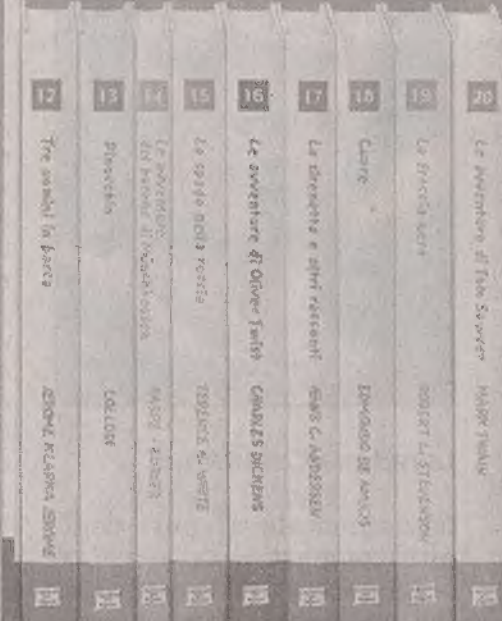 12
Tre uomini in barca
JEROME KLAPKA JEROME
13
Pinocchio
COLLODI
14
Le avventure
del barone di Münchhausen
RASPE - BÜRGER
15
La spada nella roccia
TERENCE H. WHITE
16
Le avventure di Oliver Twist
CHARLES DICKENS
17
La sirenetta e altri racconti
HANS C. ANDERSEN
18
Cuore
EDMONDO DE AMICIS
19
La freccia nera
ROBERT L. STEVENSON
20
Le avventure di Tom Sawyer
MARK TWAIN